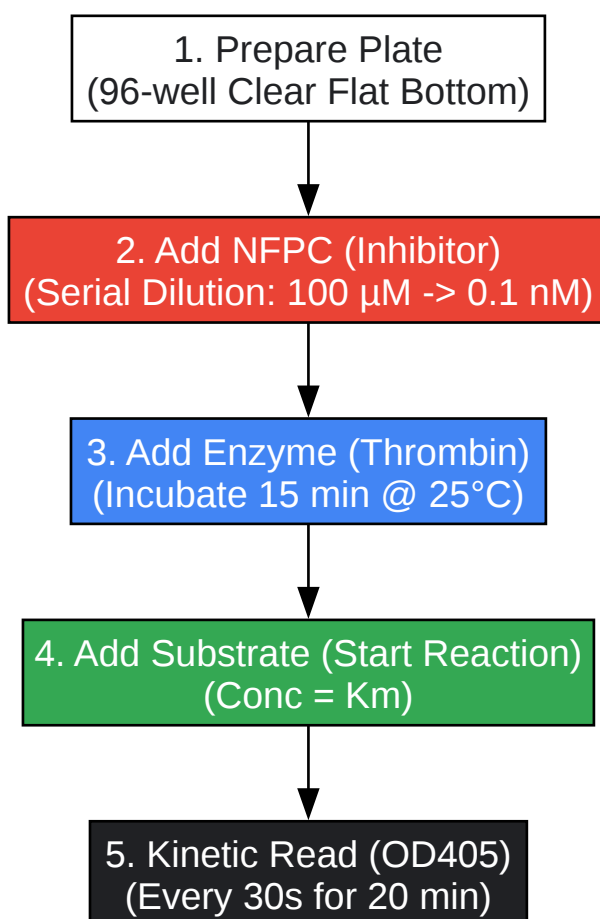 1. Prepare Plate
(96-well Clear Flat Bottom)
2. Add NFPC (Inhibitor)
(Serial Dilution: 100 µM -> 0.1 nM)
3. Add Enzyme (Thrombin)
(Incubate 15 min @ 25°C)
4. Add Substrate (Start Reaction)
(Conc = Km)
5. Kinetic Read (OD405)
(Every 30s for 20 min)